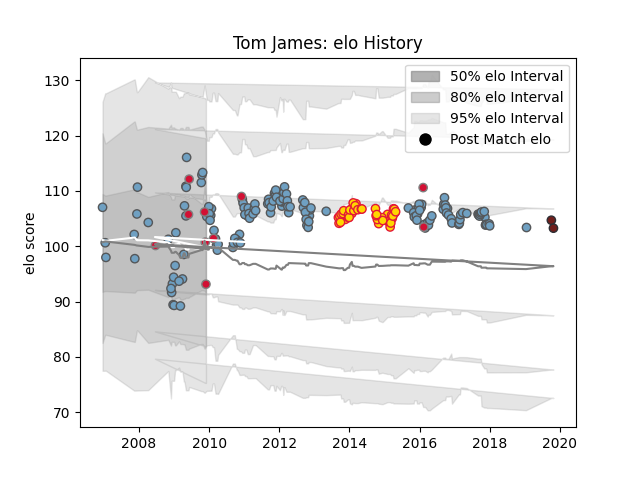 Tom James: elo History
50% elo Interval
80% elo Interval
95% elo Interval
Post Match elo
elo score
130
120
110
100
90
80
70
2008 2010 2012 2014 2016 2018 2020